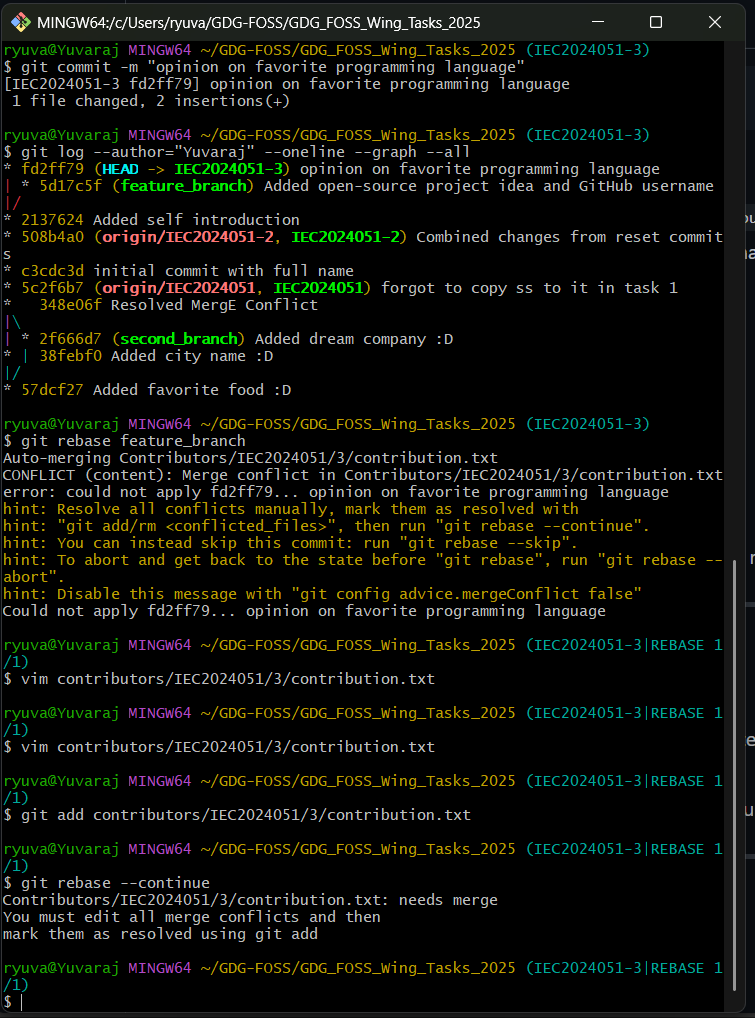 MINGW64:/c/Users/ryuva/GDG-FOSS/GDG_FOSS_Wing_Tasks_2025
ryuva@Yuvaraj MINGW64 ~/GDG-FOSS/GDG_FOSS_Wing_Tasks_2025 (IEC2024051-3)
$ git commit -m "opinion on favorite programming language"
[IEC2024051-3 fd2ff79] opinion on favorite programming language
 1 file changed, 2 insertions(+)
ryuva@Yuvaraj MINGW64 ~/GDG-FOSS/GDG_FOSS_Wing_Tasks_2025 (IEC2024051-3)
$ git log --author="Yuvaraj" --oneline --graph --all
* fd2ff79 (HEAD -> IEC2024051-3) opinion on favorite programming language
| * 5d17c5f (feature_branch) Added open-source project idea and GitHub username
|/
* 2137624 Added self introduction
* 508b4a0 (origin/IEC2024051-2, IEC2024051-2) Combined changes from reset commit
s
* c3cdc3d initial commit with full name
* 5c2f6b7 (origin/IEC2024051, IEC2024051) forgot to copy ss to it in task 1
*   348e06f Resolved MergE Conflict
|\
| * 2f666d7 (second_branch) Added dream company :D
* | 38febf0 Added city name :D
|/
* 57dcf27 Added favorite food :D
ryuva@Yuvaraj MINGW64 ~/GDG-FOSS/GDG_FOSS_Wing_Tasks_2025 (IEC2024051-3)
$ git rebase feature_branch
Auto-merging Contributors/IEC2024051/3/contribution.txt
CONFLICT (content): Merge conflict in Contributors/IEC2024051/3/contribution.txt
error: could not apply fd2ff79... opinion on favorite programming language
hint: Resolve all conflicts manually, mark them as resolved with
hint: "git add/rm <conflicted_files>", then run "git rebase --continue".
hint: You can instead skip this commit: run "git rebase --skip".
hint: To abort and get back to the state before "git rebase", run "git rebase --
abort".
hint: Disable this message with "git config advice.mergeConflict false"
Could not apply fd2ff79... opinion on favorite programming language
ryuva@Yuvaraj MINGW64 ~/GDG-FOSS/GDG_FOSS_Wing_Tasks_2025 (IEC2024051-3|REBASE 1
/1)
$ vim contributors/IEC2024051/3/contribution.txt
ryuva@Yuvaraj MINGW64 ~/GDG-FOSS/GDG_FOSS_Wing_Tasks_2025 (IEC2024051-3|REBASE 1
/1)
$ vim contributors/IEC2024051/3/contribution.txt
ryuva@Yuvaraj MINGW64 ~/GDG-FOSS/GDG_FOSS_Wing_Tasks_2025 (IEC2024051-3|REBASE 1
/1)
$ git add contributors/IEC2024051/3/contribution.txt
ryuva@Yuvaraj MINGW64 ~/GDG-FOSS/GDG_FOSS_Wing_Tasks_2025 (IEC2024051-3|REBASE 1
/1)
$ git rebase --continue
Contributors/IEC2024051/3/contribution.txt: needs merge
You must edit all merge conflicts and then
mark them as resolved using git add
ryuva@Yuvaraj MINGW64 ~/GDG-FOSS/GDG_FOSS_Wing_Tasks_2025 (IEC2024051-3|REBASE 1
/1)
$